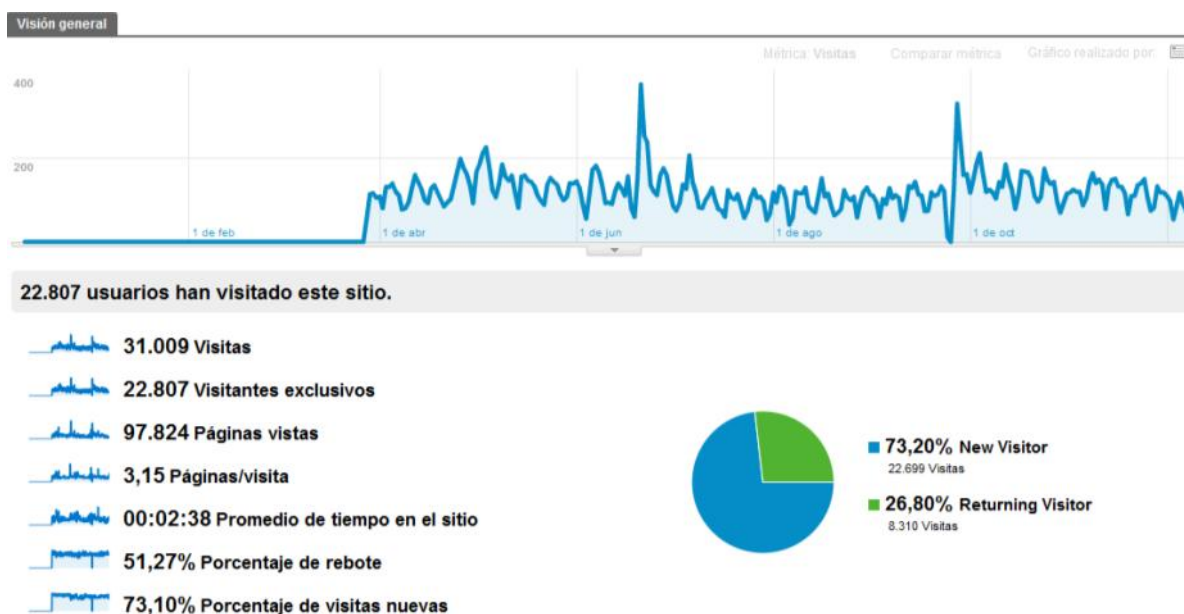 Visión general
Métrica: Visitas Comparar métrica Gráfico realizado por:
400
200
1 de feb 1 de abr 1 de jun 1 de ago 1 de oct
22.807 usuarios han visitado este sitio.
31.009 Visitas
22.807 Visitantes exclusivos
97.824 Páginas vistas
3,15 Páginas/visita
00:02:38 Promedio de tiempo en el sitio
51,27% Porcentaje de rebote
73,10% Porcentaje de visitas nuevas
73,20% New Visitor
22.699 Visitas
26,80% Returning Visitor
8.310 Visitas